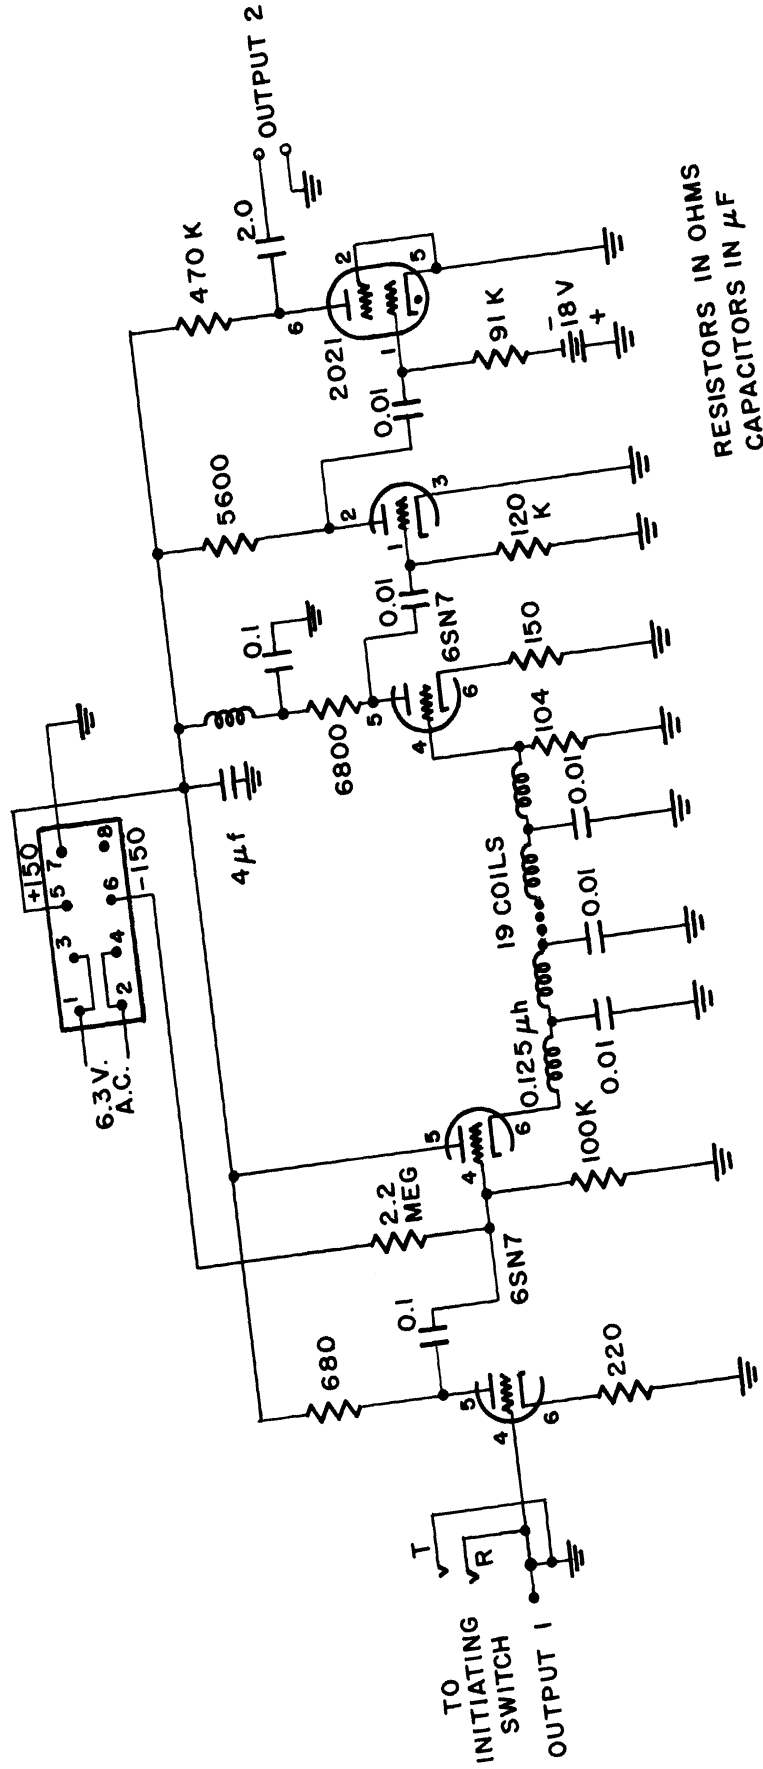 TO
INITIATING
SWITCH
OUTPUT 1
T
R
4
5
6
220
680
0.1
6SN7
2.2
MEG
4
5
6
100K
6.3 V.
A.C.
1
2
3
4
5
6
7
8
+150
-150
4μf
0.125 μh
0.01
19 COILS
0.01
0.01
104
6800
0.1
5
4
6
150
6SN7
0.01
5600
2
1
3
120
K
0.01
470 K
2.0
OUTPUT 2
6
2021
1
2
5
91 K
- 18 V
+
RESISTORS IN OHMS
CAPACITORS IN μF